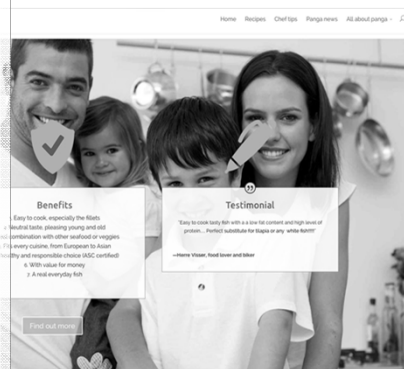 Home Recipes Chef tips Panga news All about panga
Benefits
Easy to cook, especially the fillets
Neutral taste, pleasing young and old
combination with other seafood or veggies
every cuisine, from European to Asian
and responsible choice (ASC certified)
6. With value for money
7. A real everyday fish
Find out more
Testimonial
"Easy to cook tasty fish with a a low fat content and high level of
protein.... Perfect substitute for tilapia or any white fish!!!!"
—Harre Visser, food lover and biker